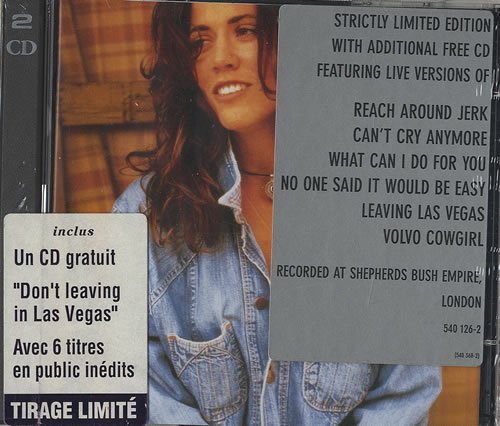 2
CD
STRICTLY LIMITED EDITION
WITH ADDITIONAL FREE CD
FEATURING LIVE VERSIONS OF
REACH AROUND JERK
CAN'T CRY ANYMORE
WHAT CAN I DO FOR YOU
NO ONE SAID IT WOULD BE EASY
LEAVING LAS VEGAS
VOLVO COWGIRL
RECORDED AT SHEPHERDS BUSH EMPIRE,
LONDON
540 126-2
(540 368-2)
inclus
Un CD gratuit
"Don't leaving
in Las Vegas"
Avec 6 titres
en public inédits
TIRAGE LIMITÉ